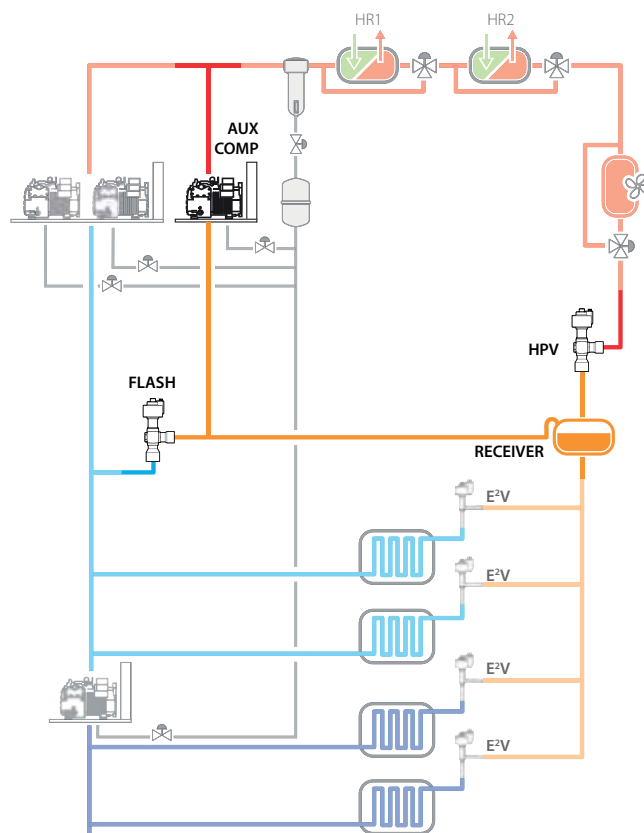 HR1
HR2
AUX
COMP
HPV
FLASH
RECEIVER
E²V
E²V
E²V
E²V